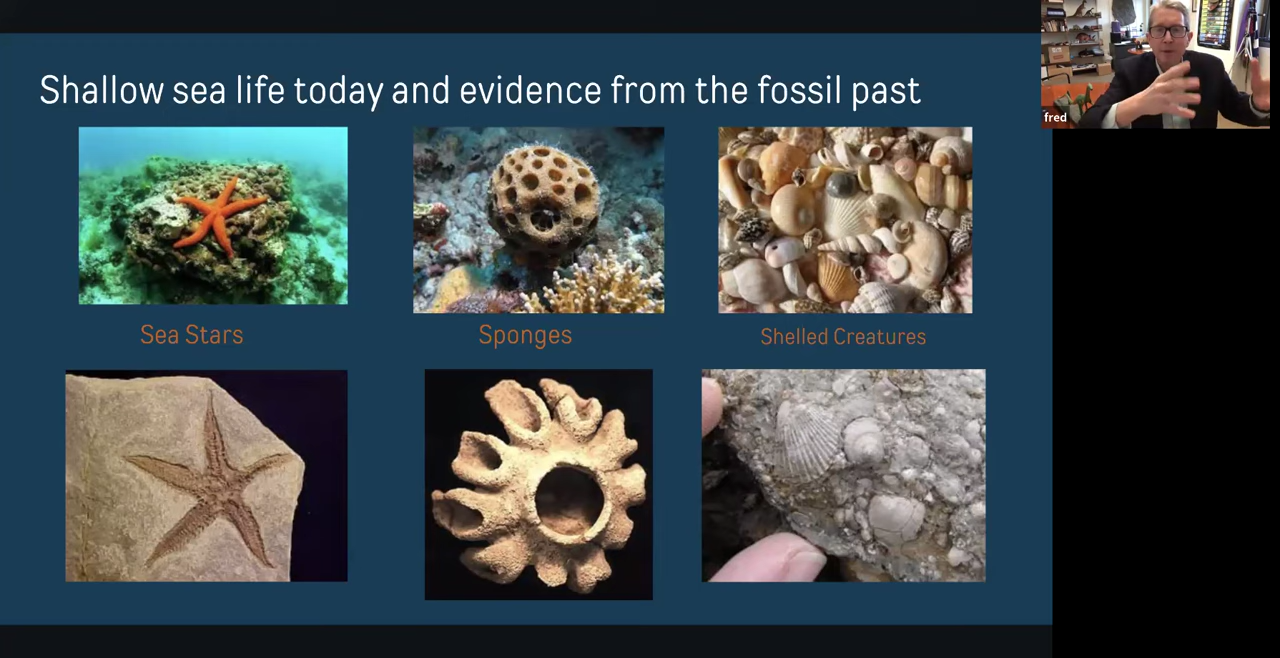 Shallow sea life today and evidence from the fossil past
fred
Sea Stars
Sponges
Shelled Creatures